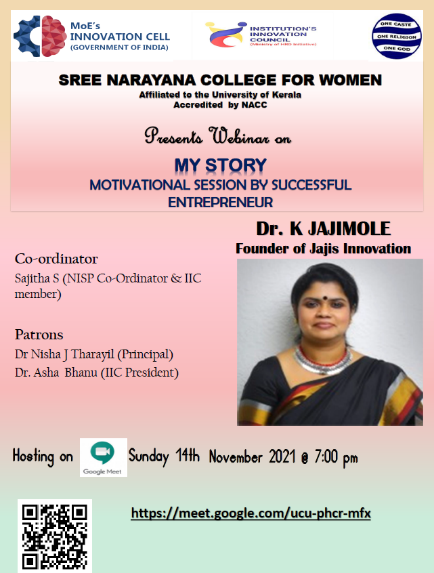 MoE's
INNOVATION CELL
(GOVERNMENT OF INDIA)
INSTITUTION'S
INNOVATION
COUNCIL
(Ministry of HRD Initiative)
ONE CASTE
ONE RELIGION
ONE GOD
SREE NARAYANA COLLEGE FOR WOMEN
Affiliated to the University of Kerala
Accredited by NACC
Presents Webinar on
MY STORY
MOTIVATIONAL SESSION BY SUCCESSFUL
ENTREPRENEUR
Dr. K JAJIMOLE
Founder of Jajis Innovation
Co-ordinator
Sajitha S (NISP Co-Ordinator & IIC
member)
Patrons
Dr Nisha J Tharayil (Principal)
Dr. Asha Bhanu (IIC President)
Hosting on
Google Meet
Sunday 14th November 2021 @ 7:00 pm
https://meet.google.com/ucu-phcr-mfx